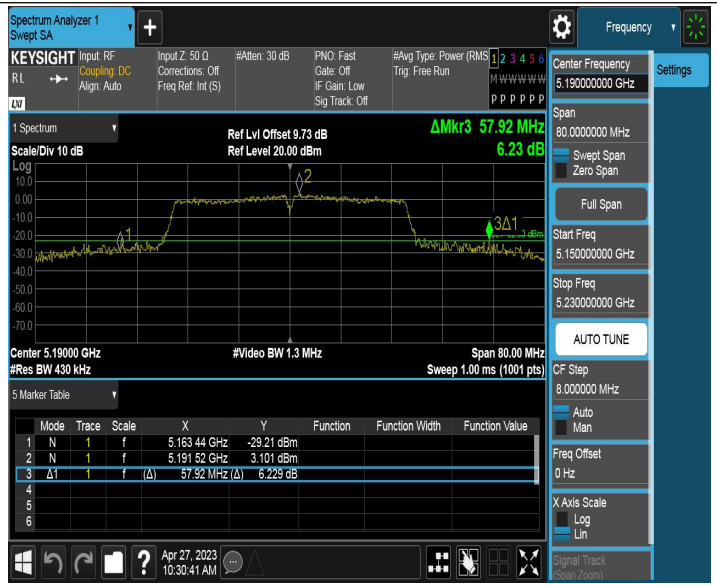 Spectrum Analyzer 1
Swept SA
Frequency
KEYSIGHT
RL
LXI
Input: RF
Coupling: DC
Align: Auto
Input Z: 50 Ω
Corrections: Off
Freq Ref: Int (S)
#Atten: 30 dB
PNO: Fast
Gate: Off
IF Gain: Low
Sig Track: Off
#Avg Type: Power (RMS
Trig: Free Run
1 2 3 4 5 6
M W W W W W
P P P P P P
1 Spectrum
Scale/Div 10 dB
Ref Lvl Offset 9.73 dB
Ref Level 20.00 dBm
ΔMkr3 57.92 MHz
6.23 dB
Log
10.0
0.00
-10.0
-20.0
-30.0
-40.0
-50.0
-60.0
-70.0
2
1
3Δ1
dBm
Center 5.19000 GHz
#Video BW 1.3 MHz
Span 80.00 MHz
#Res BW 430 kHz
Sweep 1.00 ms (1001 pts)
5 Marker Table
Mode Trace Scale X Y Function Function Width Function Value
1 N 1 f 5.163 44 GHz -29.21 dBm
2 N 1 f 5.191 52 GHz 3.101 dBm
3 Δ1 1 f (Δ) 57.92 MHz (Δ) 6.229 dB
4
5
6
?
Apr 27, 2023
10:30:41 AM
Center Frequency
5.190000000 GHz
Span
80.0000000 MHz
Swept Span
Zero Span
Full Span
Start Freq
5.150000000 GHz
Stop Freq
5.230000000 GHz
AUTO TUNE
CF Step
8.000000 MHz
Auto
Man
Freq Offset
0 Hz
X Axis Scale
Log
Lin
Signal Track
(Span Zoom)
Settings